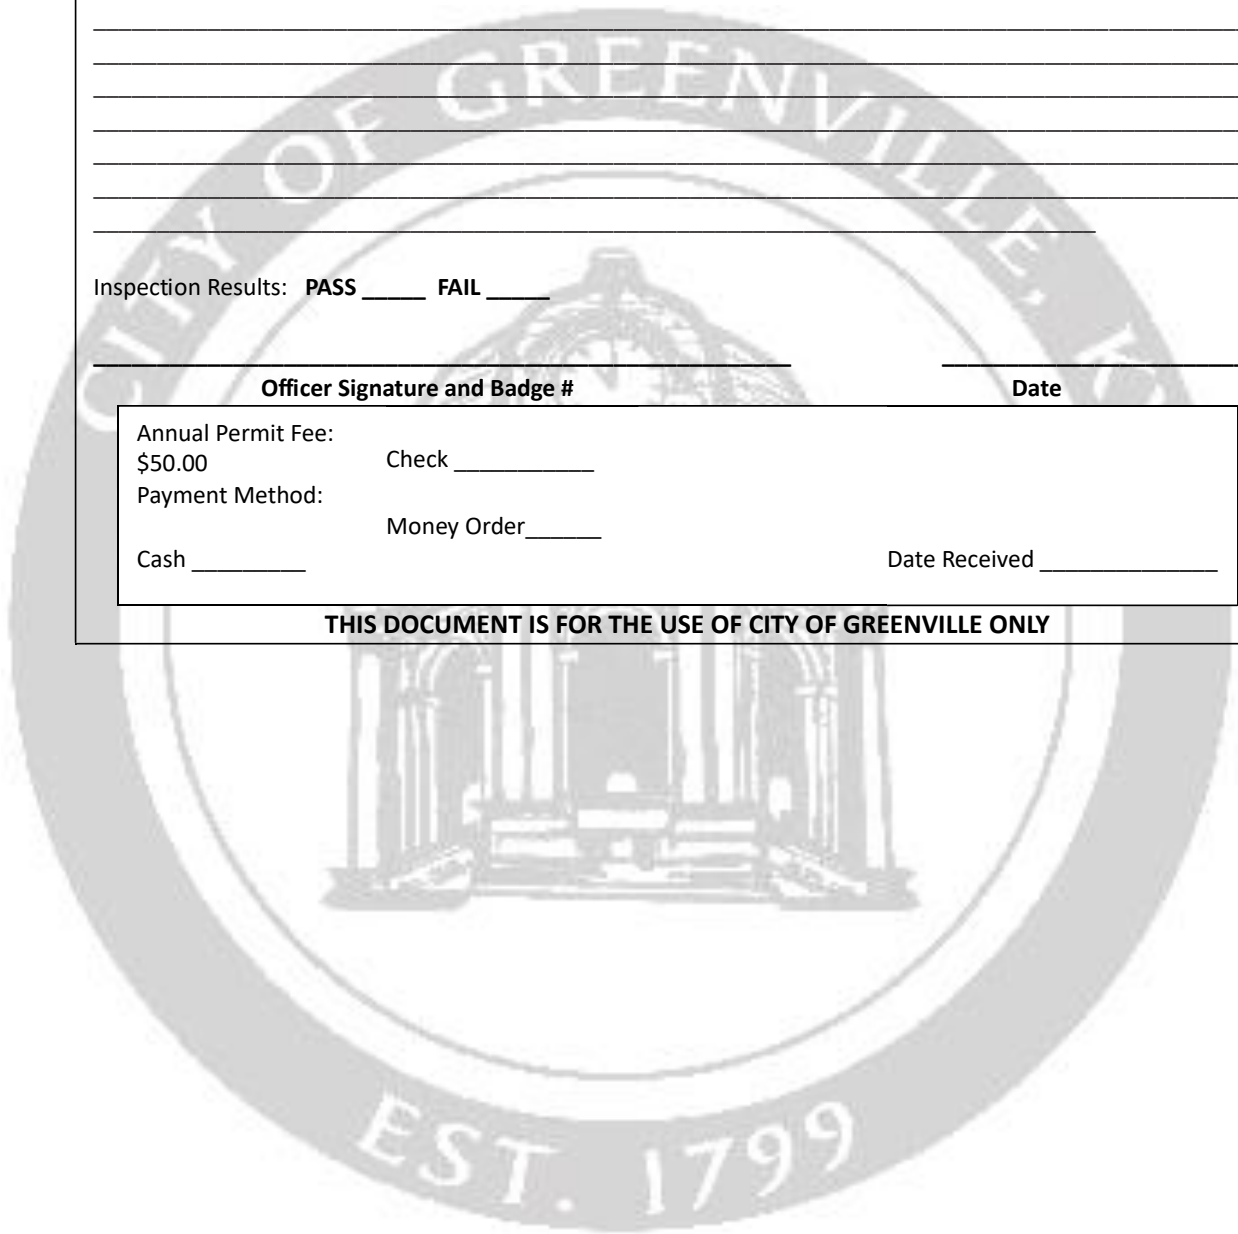 CITY OF GREENVILLE, KY
Inspection Results: PASS _____ FAIL _____
Officer Signature and Badge # Date
Annual Permit Fee:
$50.00
Payment Method:
Cash _________
Check ___________
Money Order______
Date Received ______________
THIS DOCUMENT IS FOR THE USE OF CITY OF GREENVILLE ONLY
EST. 1799